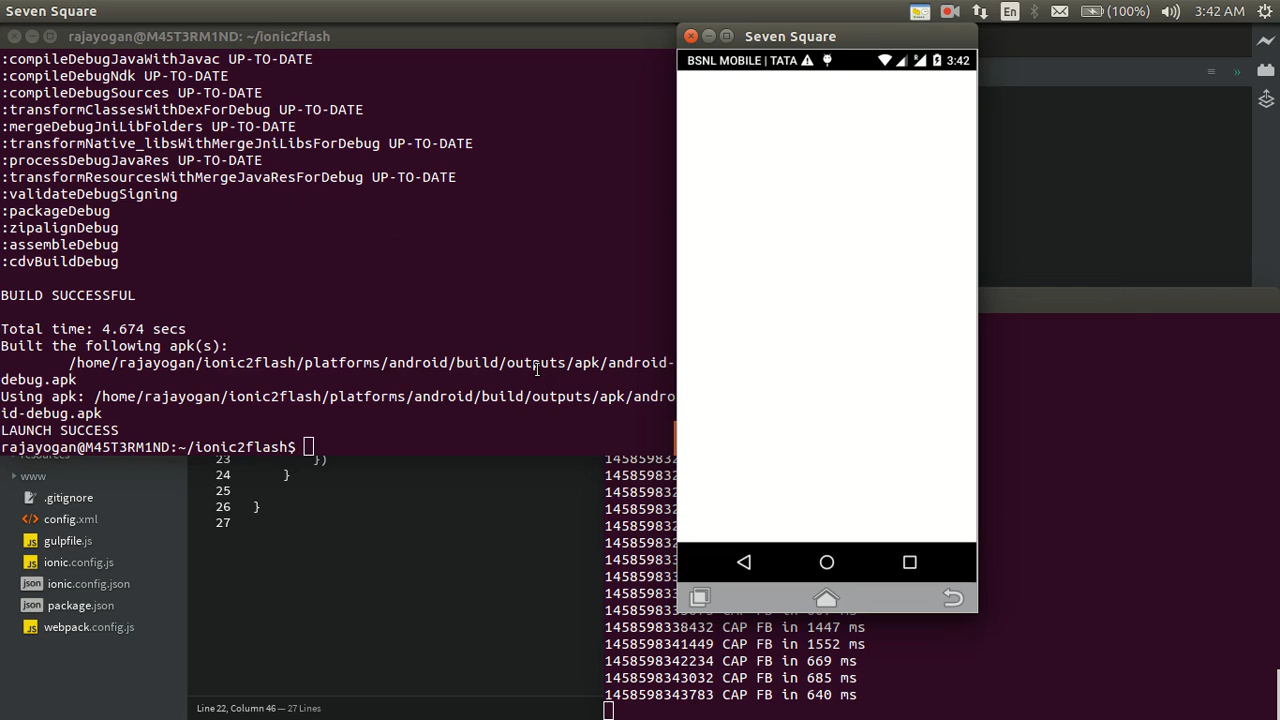 Seven Square
En
(100%)
3:42 AM
rajayogan@M45T3RM1ND: ~/ionic2flash
:compileDebugJavaWithJavac UP-TO-DATE
:compileDebugNdk UP-TO-DATE
:compileDebugSources UP-TO-DATE
:transformClassesWithDexForDebug UP-TO-DATE
:mergeDebugJniLibFolders UP-TO-DATE
:transformNative_libsWithMergeJniLibsForDebug UP-TO-DATE
:processDebugJavaRes UP-TO-DATE
:transformResourcesWithMergeJavaResForDebug UP-TO-DATE
:validateDebugSigning
:packageDebug
:zipalignDebug
:assembleDebug
:cdvBuildDebug
BUILD SUCCESSFUL
Total time: 4.674 secs
Built the following apk(s):
/home/rajayogan/ionic2flash/platforms/android/build/outputs/apk/android-
debug.apk
Using apk: /home/rajayogan/ionic2flash/platforms/android/build/outputs/apk/andro
id-debug.apk
LAUNCH SUCCESS
rajayogan@M45T3RM1ND:~/ionic2flash$
Seven Square
BSNL MOBILE | TATA
3:42
www
.gitignore
config.xml
gulpfile.js
ionic.config.js
json ionic.config.json
json package.json
webpack.config.js
23 })
24 }
25
26 }
27
Line 22, Column 46 — 27 Lines
1458598338432 CAP FB in 1447 ms
1458598341449 CAP FB in 1552 ms
1458598342234 CAP FB in 669 ms
1458598343032 CAP FB in 685 ms
1458598343783 CAP FB in 640 ms